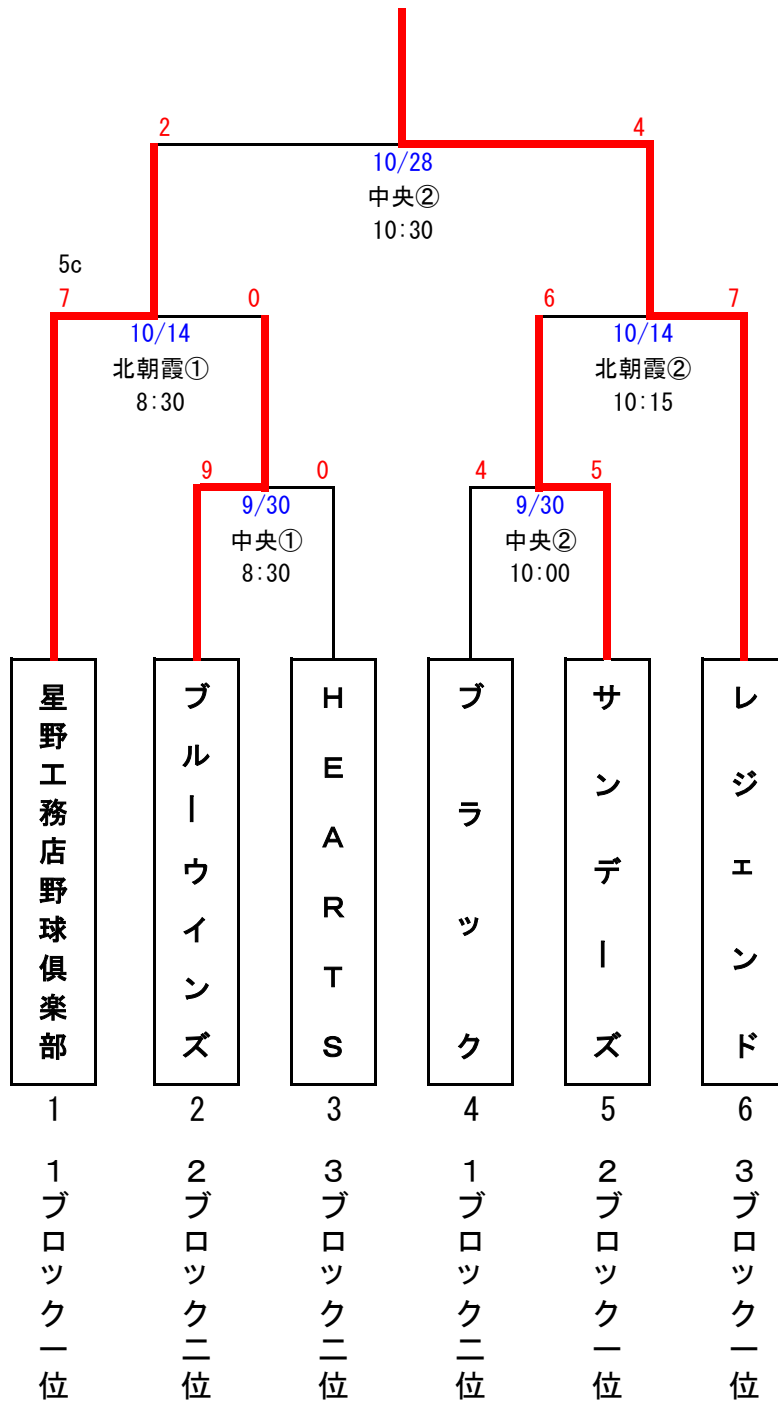 2
4
10/28
中央②
10:30
5c
7
0
6
7
10/14
北朝霞①
8:30
10/14
北朝霞②
10:15
9
0
4
5
9/30
中央①
8:30
9/30
中央②
10:00
星野工務店野球倶楽部
ブルーウインズ
HEARTS
ブラック
サンデーズ
レジェンド
1
2
3
4
5
6
1ブロック一位
2ブロック二位
3ブロック二位
1ブロック二位
2ブロック一位
3ブロック一位